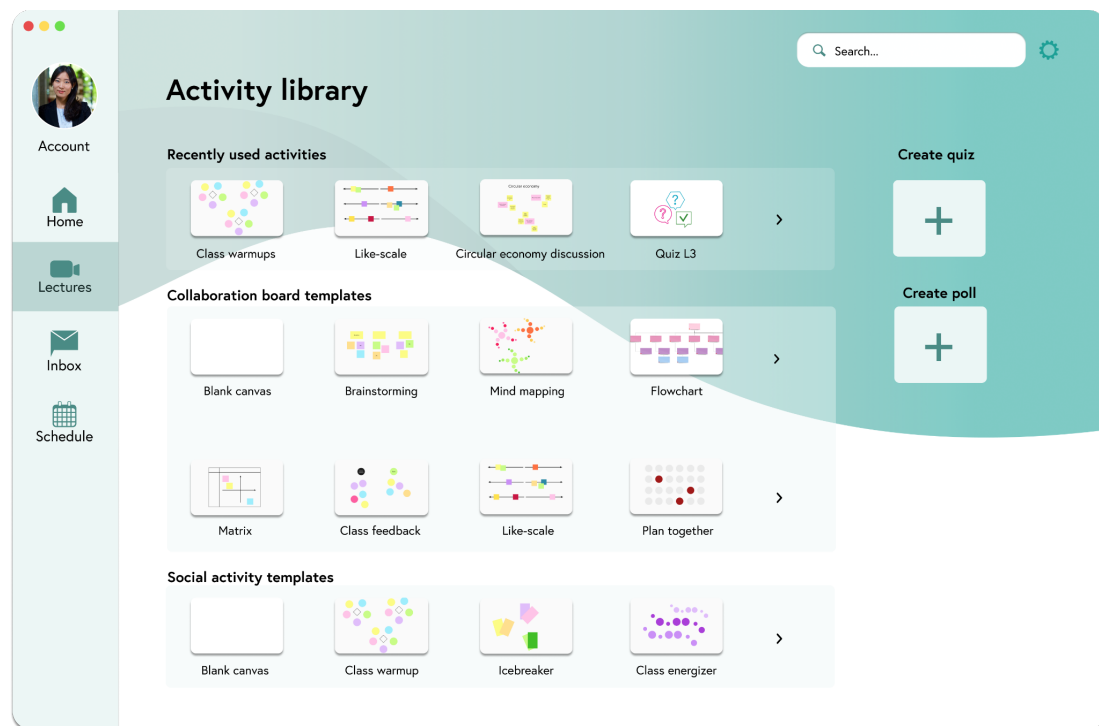 Search...
Activity library
Account
Home
Lectures
Inbox
Schedule
Recently used activities
Circular economy
Class warmups
Like-scale
Circular economy discussion
Quiz L3
Create quiz
Collaboration board templates
Create poll
Blank canvas
Brainstorming
Mind mapping
Flowchart
Matrix
Class feedback
Like-scale
Plan together
Social activity templates
Blank canvas
Class warmup
Icebreaker
Class energizer